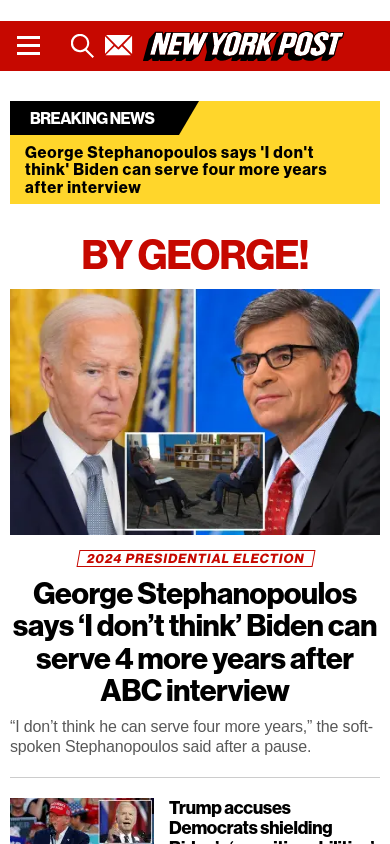 NEW YORK POST
BREAKING NEWS
George Stephanopoulos says 'I don't
think' Biden can serve four more years
after interview
BY GEORGE!
2024 PRESIDENTIAL ELECTION
George Stephanopoulos
says ‘I don’t think’ Biden can
serve 4 more years after
ABC interview
“I don’t think he can serve four more years,” the soft-
spoken Stephanopoulos said after a pause.
Trump accuses
Democrats shielding